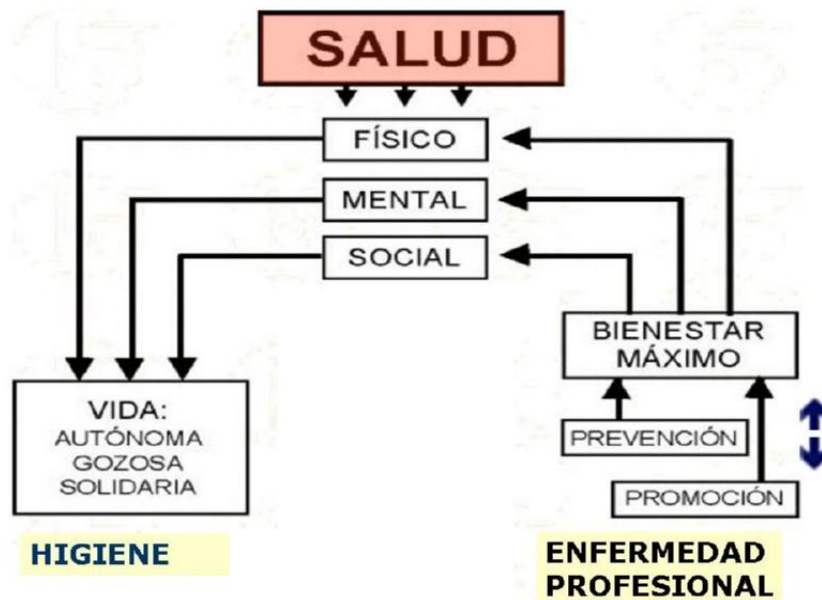 SALUD
FÍSICO
MENTAL
SOCIAL
BIENESTAR
MÁXIMO
VIDA:
AUTÓNOMA
GOZOSA
SOLIDARIA
PREVENCIÓN
PROMOCIÓN
HIGIENE
ENFERMEDAD
PROFESIONAL